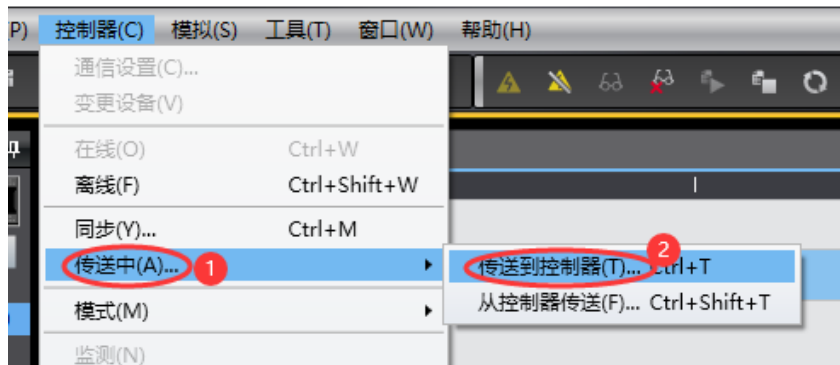 P) 控制器(C) 模拟(S) 工具(T) 窗口(W) 帮助(H)
通信设置(C)...
变更设备(V)
在线(O) Ctrl+W
离线(F) Ctrl+Shift+W
同步(Y)... Ctrl+M
传送中(A)... 1
2
传送到控制器(T)... Ctrl+T
从控制器传送(F)... Ctrl+Shift+T
模式(M)
监测(N)